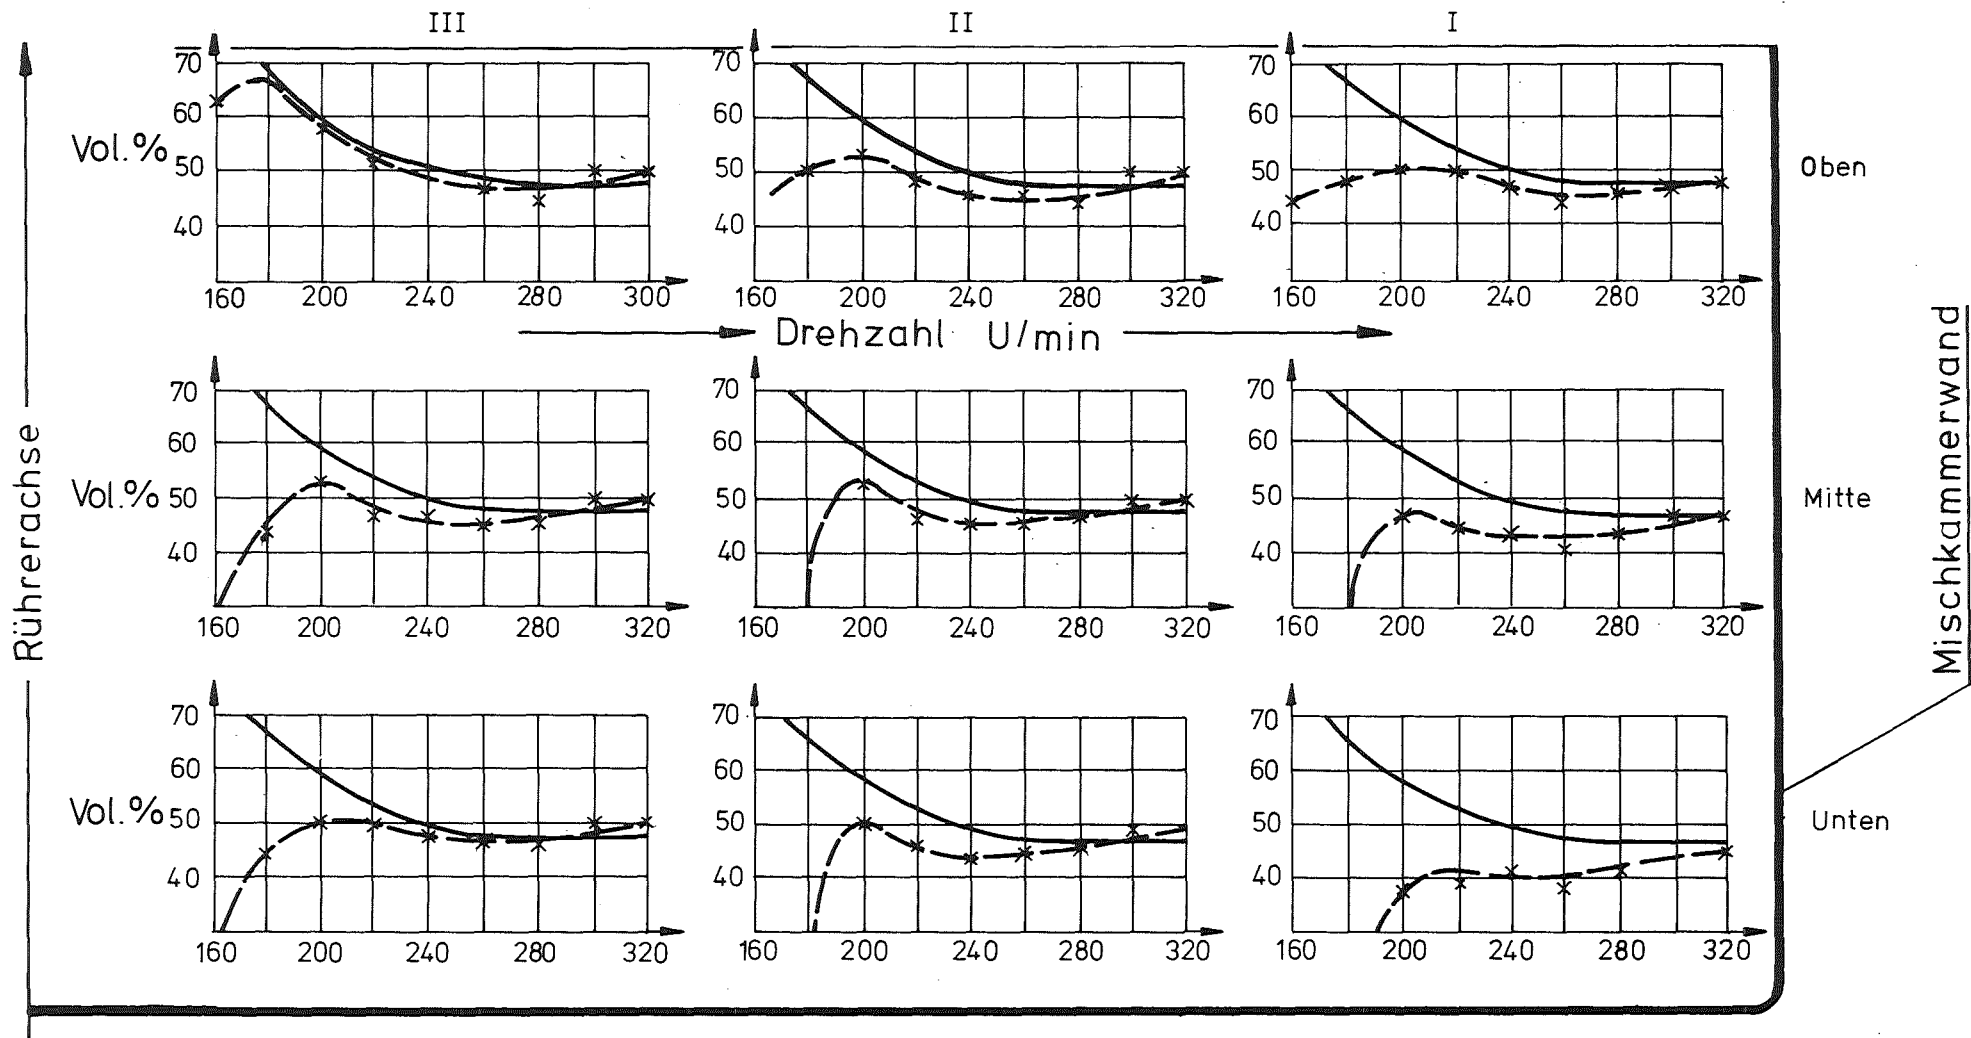 III II I
70 70 70
60 60 60
Vol.% 50 50 50 Oben
40 40 40
160 200 240 280 300 160 200 240 280 320 160 200 240 280 320
Drehzahl U/min
70 70 70
60 60 60
Vol.% 50 50 50 Mitte
40 40 40
160 200 240 280 320 160 200 240 280 320 160 200 240 280 320
70 70 70
60 60 60
Vol.% 50 50 50 Unten
40 40 40
160 200 240 280 320 160 200 240 280 320 160 200 240 280 320
Rührerachse
Mischkammerwand